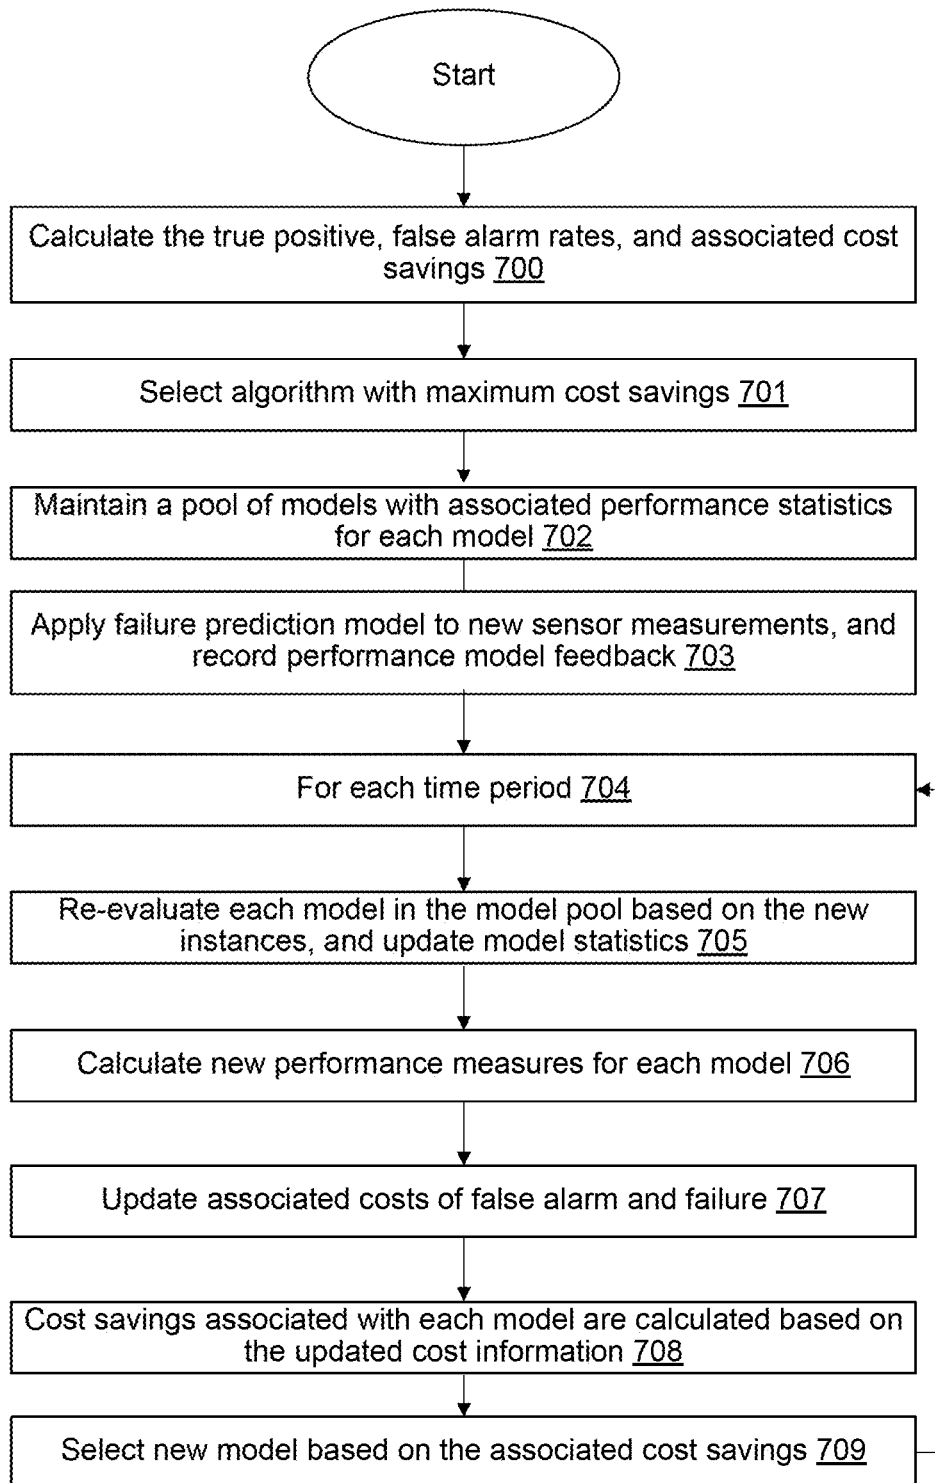 Start
Calculate the true positive, false alarm rates, and associated cost
savings 700
Select algorithm with maximum cost savings 701
Maintain a pool of models with associated performance statistics
for each model 702
Apply failure prediction model to new sensor measurements, and
record performance model feedback 703
For each time period 704
Re-evaluate each model in the model pool based on the new
instances, and update model statistics 705
Calculate new performance measures for each model 706
Update associated costs of false alarm and failure 707
Cost savings associated with each model are calculated based on
the updated cost information 708
Select new model based on the associated cost savings 709